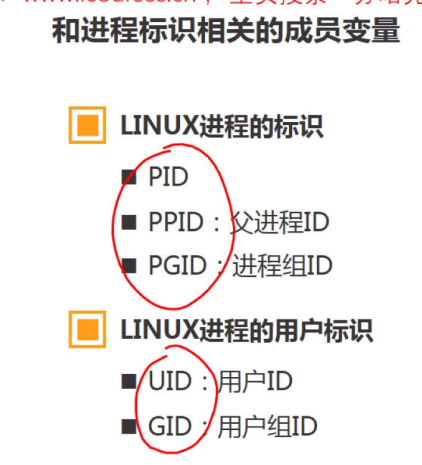 和进程标识相关的成员变量
LINUX进程的标识
PID
PPID：父进程ID
PGID：进程组ID
LINUX进程的用户标识
UID：用户ID
GID：用户组ID